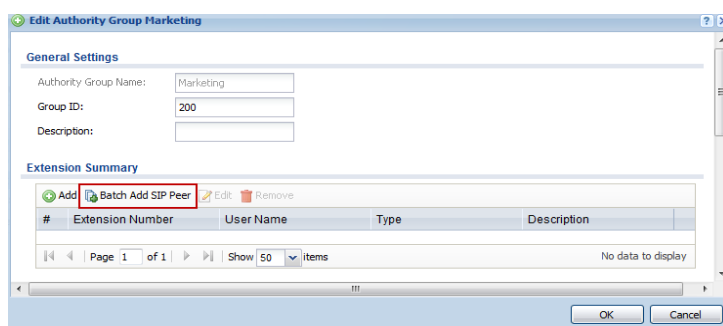 Edit Authority Group Marketing
General Settings
Authority Group Name: Marketing
Group ID: 200
Description:
Extension Summary
Add Batch Add SIP Peer Edit Remove
# Extension Number User Name Type Description
Page 1 of 1 Show 50 items No data to display
OK Cancel